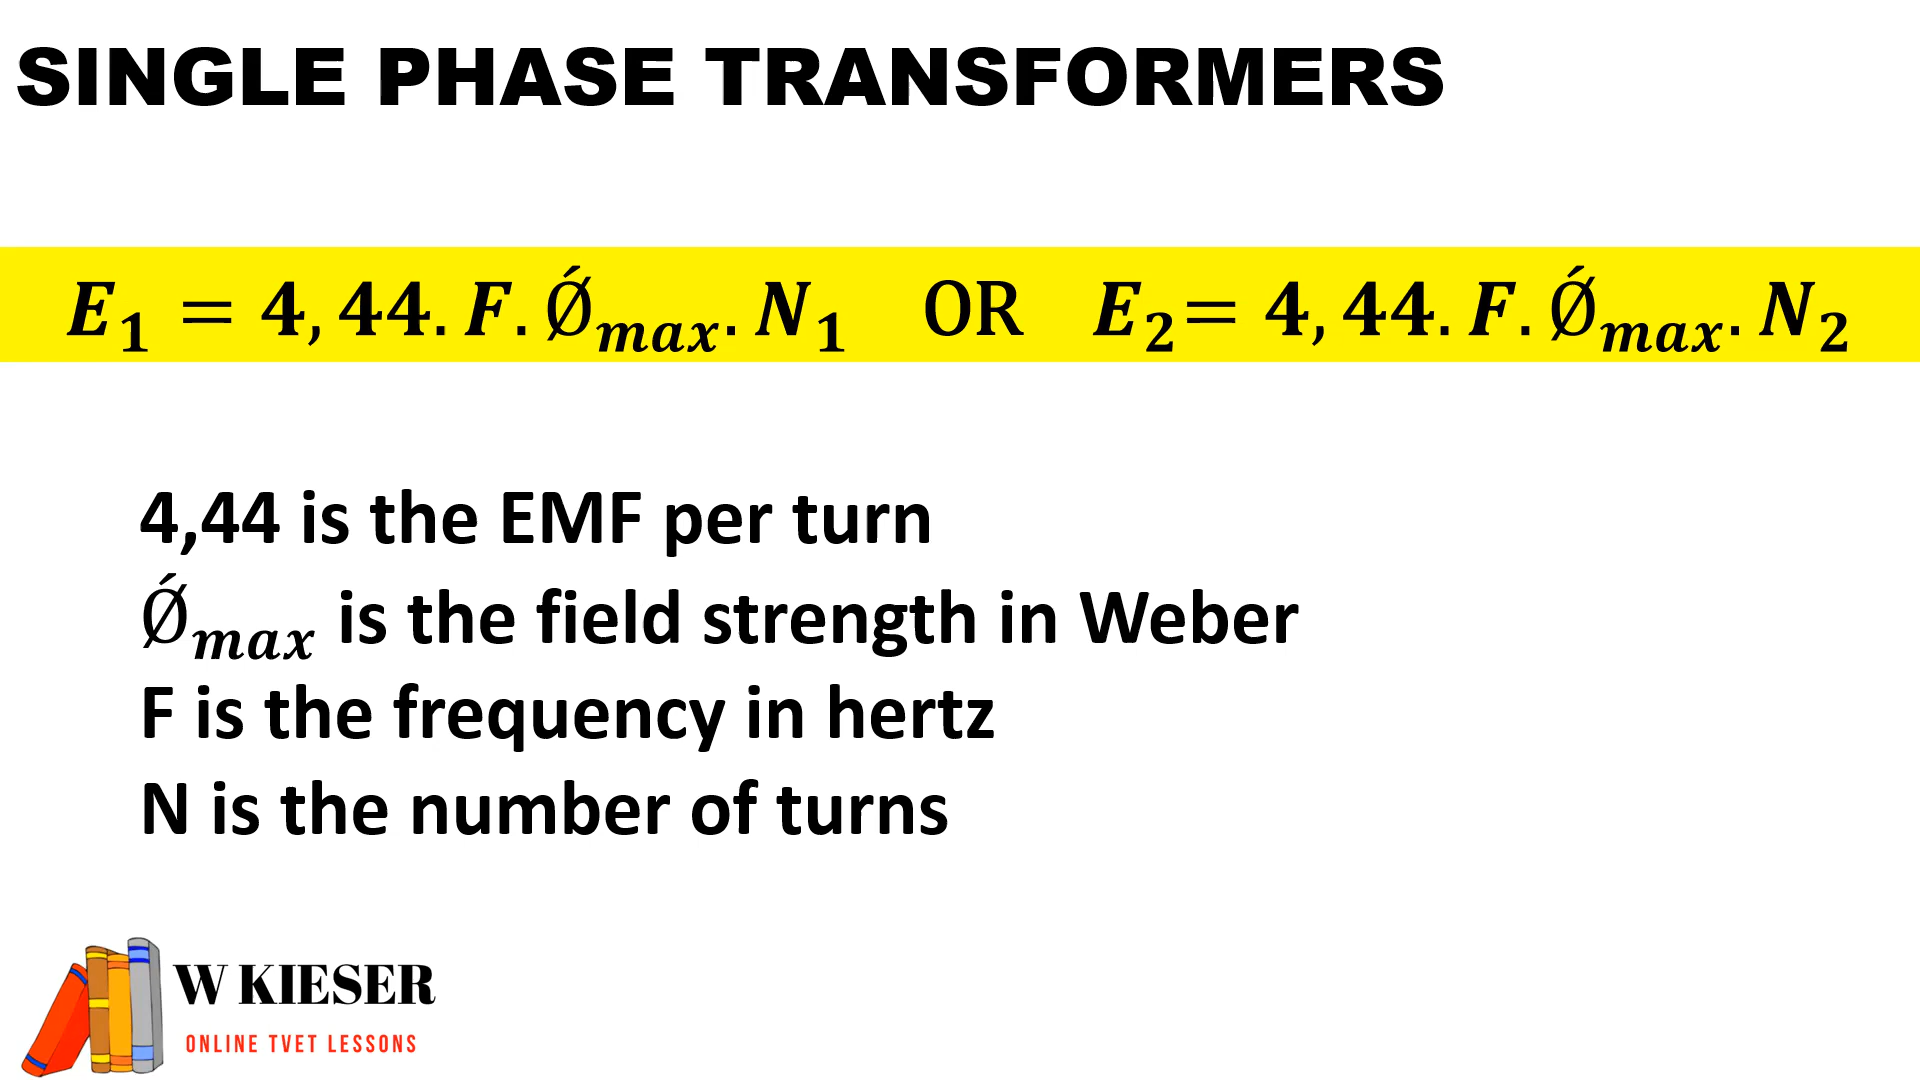 SINGLE PHASE TRANSFORMERS
E₁ = 4,44. F. Ǿₘₐₓ. N₁ OR E₂= 4,44. F. Ǿₘₐₓ. N₂
4,44 is the EMF per turn
Ǿₘₐₓ is the field strength in Weber
F is the frequency in hertz
N is the number of turns
W KIESER
ONLINE TVET LESSONS